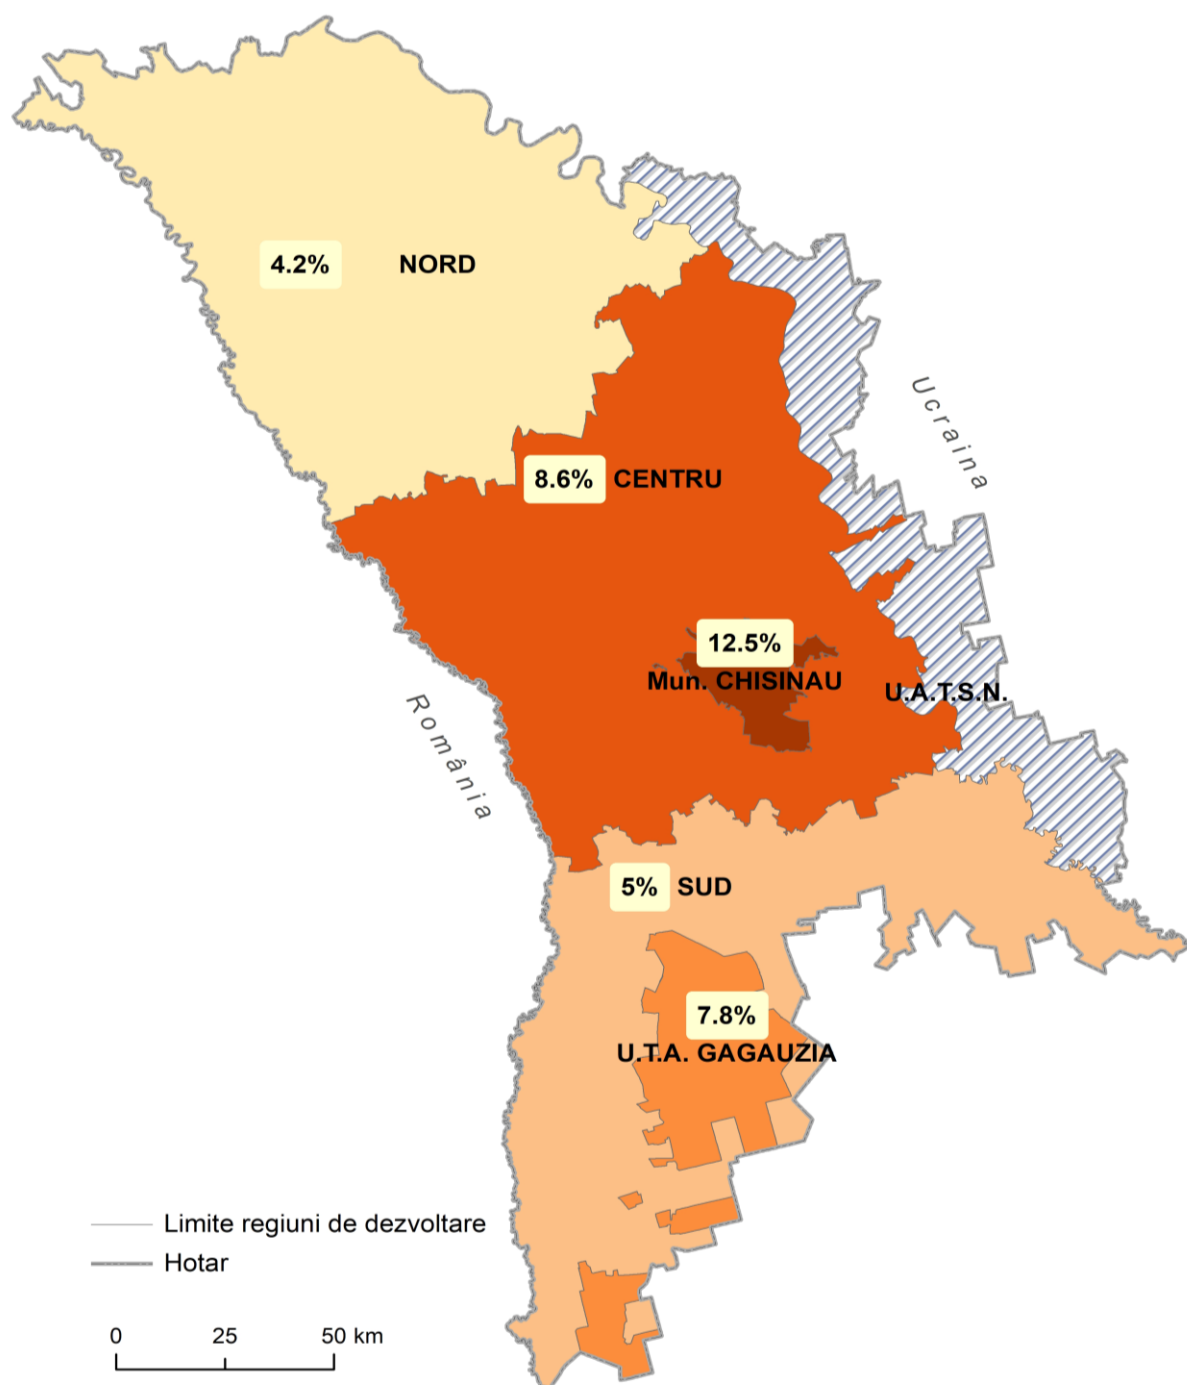 4.2% NORD
Ucraina
8.6% CENTRU
12.5%
Mun. CHISINAU
U.A.T.S.N.
România
5% SUD
7.8%
U.T.A. GAGAUZIA
Limite regiuni de dezvoltare
Hotar
0 25 50 km